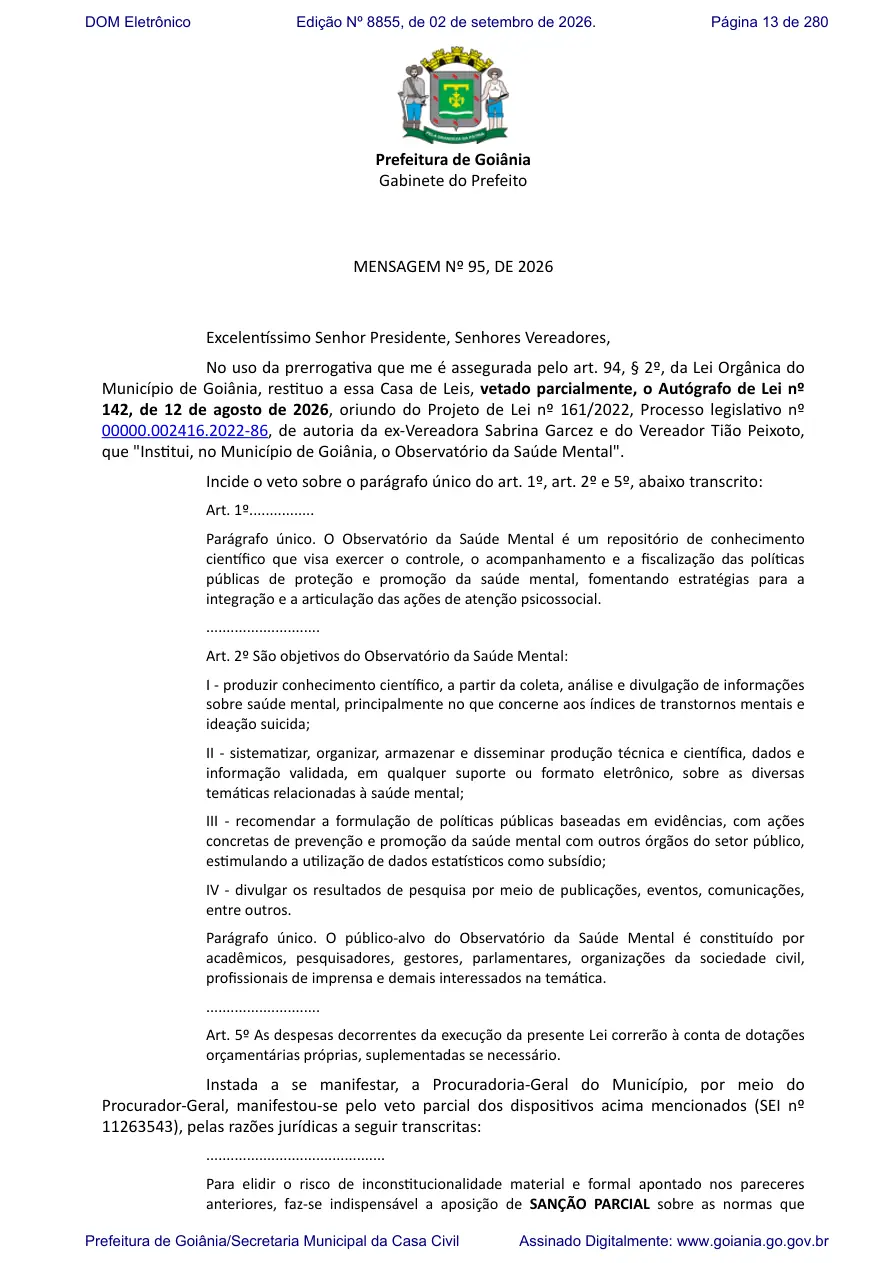 DOM Eletrônico Edição Nº 8855, de 02 de setembro de 2026. Página 13 de 280
PELA GRANDEZA DA PÁTRIA
Prefeitura de Goiânia
Gabinete do Prefeito
MENSAGEM Nº 95, DE 2026
Excelentíssimo Senhor Presidente, Senhores Vereadores,
No uso da prerrogativa que me é assegurada pelo art. 94, § 2º, da Lei Orgânica do
Município de Goiânia, restituo a essa Casa de Leis, vetado parcialmente, o Autógrafo de Lei nº
142, de 12 de agosto de 2026, oriundo do Projeto de Lei nº 161/2022, Processo legislativo nº
00000.002416.2022-86, de autoria da ex-Vereadora Sabrina Garcez e do Vereador Tião Peixoto,
que "Institui, no Município de Goiânia, o Observatório da Saúde Mental".
Incide o veto sobre o parágrafo único do art. 1º, art. 2º e 5º, abaixo transcrito:
Art. 1º................
Parágrafo único. O Observatório da Saúde Mental é um repositório de conhecimento
científico que visa exercer o controle, o acompanhamento e a fiscalização das políticas
públicas de proteção e promoção da saúde mental, fomentando estratégias para a
integração e a articulação das ações de atenção psicossocial.
............................
Art. 2º São objetivos do Observatório da Saúde Mental:
I - produzir conhecimento científico, a partir da coleta, análise e divulgação de informações
sobre saúde mental, principalmente no que concerne aos índices de transtornos mentais e
ideação suicida;
II - sistematizar, organizar, armazenar e disseminar produção técnica e científica, dados e
informação validada, em qualquer suporte ou formato eletrônico, sobre as diversas
temáticas relacionadas à saúde mental;
III - recomendar a formulação de políticas públicas baseadas em evidências, com ações
concretas de prevenção e promoção da saúde mental com outros órgãos do setor público,
estimulando a utilização de dados estatísticos como subsídio;
IV - divulgar os resultados de pesquisa por meio de publicações, eventos, comunicações,
entre outros.
Parágrafo único. O público-alvo do Observatório da Saúde Mental é constituído por
acadêmicos, pesquisadores, gestores, parlamentares, organizações da sociedade civil,
profissionais de imprensa e demais interessados na temática.
............................
Art. 5º As despesas decorrentes da execução da presente Lei correrão à conta de dotações
orçamentárias próprias, suplementadas se necessário.
Instada a se manifestar, a Procuradoria-Geral do Município, por meio do
Procurador-Geral, manifestou-se pelo veto parcial dos dispositivos acima mencionados (SEI nº
11263543), pelas razões jurídicas a seguir transcritas:
............................................
Para elidir o risco de inconstitucionalidade material e formal apontado nos pareceres
anteriores, faz-se indispensável a aposição de SANÇÃO PARCIAL sobre as normas que
Prefeitura de Goiânia/Secretaria Municipal da Casa Civil Assinado Digitalmente: www.goiania.go.gov.br